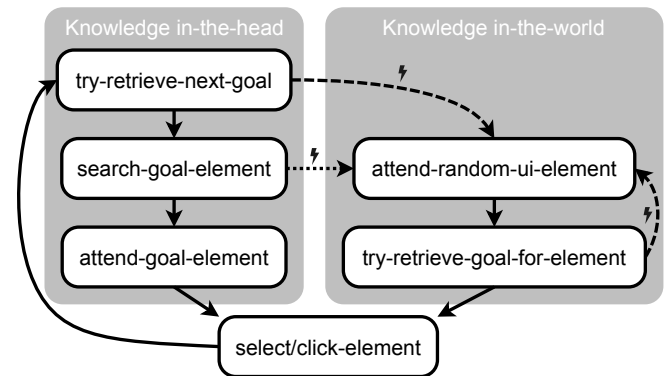 Knowledge in-the-head
Knowledge in-the-world
try-retrieve-next-goal
search-goal-element
attend-random-ui-element
attend-goal-element
try-retrieve-goal-for-element
select/click-element